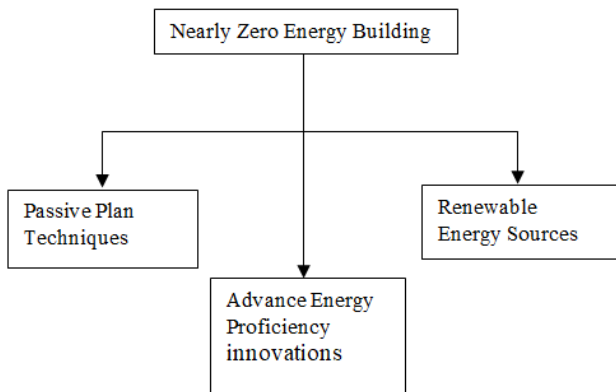 Nearly Zero Energy Building
Passive Plan
Techniques
Renewable
Energy Sources
Advance Energy
Proficiency
innovations